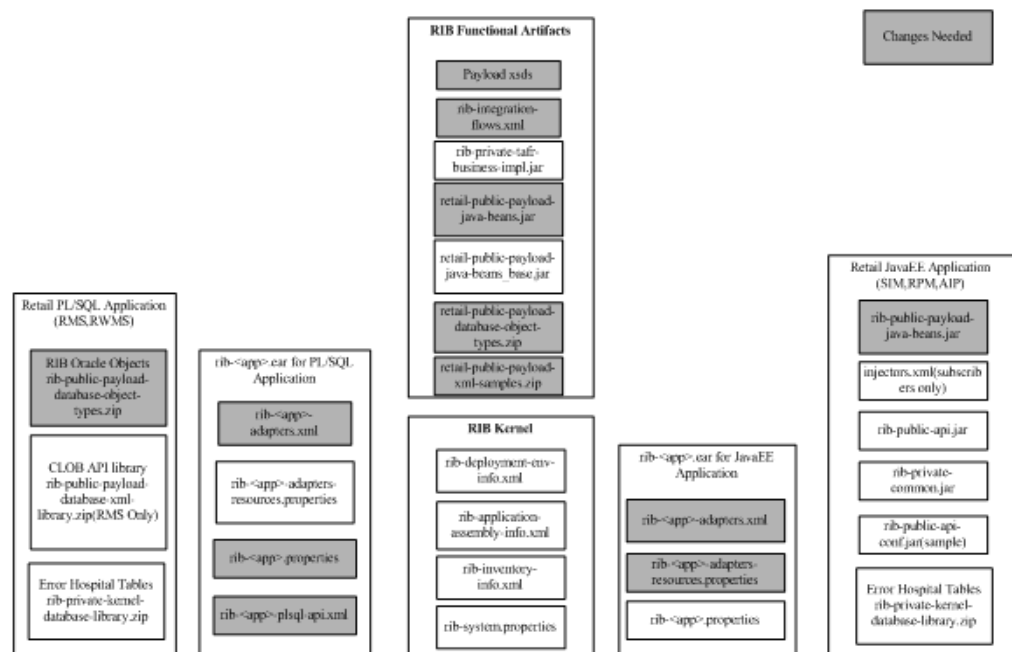 RIB Functional Artifacts
Payload xsds
rib-integration-
flows.xml
rib-private-tafr-
business-impl.jar
retail-public-payload-
java-beans.jar
retail-public-payload-
java-beans_base.jar
retail-public-payload-
database-object-
types.zip
retail-public-payload-
xml-samples.zip
Changes Needed
Retail PL/SQL Application
(RMS,RWMS)
RIB Oracle Objects
rib-public-payload-
database-object-
types.zip
CLOB API library
rib-public-payload-
database-xml-
library.zip(RMS Only)
Error Hospital Tables
rib-private-kernel-
database-library.zip
rib-<app>.ear for PL/SQL
Application
rib-<app>-
adapters.xml
rib-<app>-adapters-
resources.properties
rib-<app>.properties
rib-<app>-plsql-api.xml
RIB Kernel
rib-deployment-env-
info.xml
rib-application-
assembly-info.xml
rib-inventory-
info.xml
rib-system.properties
rib-<app>.ear for JavaEE
Application
rib-<app>-adapters.xml
rib-<app>-adapters-
resources.properties
rib-<app>.properties
Retail JavaEE Application
(SIM,RPM,AIP)
rib-public-payload-
java-beans.jar
injectors.xml(subscri
bers only)
rib-public-api.jar
rib-private-
common.jar
rib-public-api-
conf.jar(sample)
Error Hospital Tables
rib-private-kernel-
database-library.zip